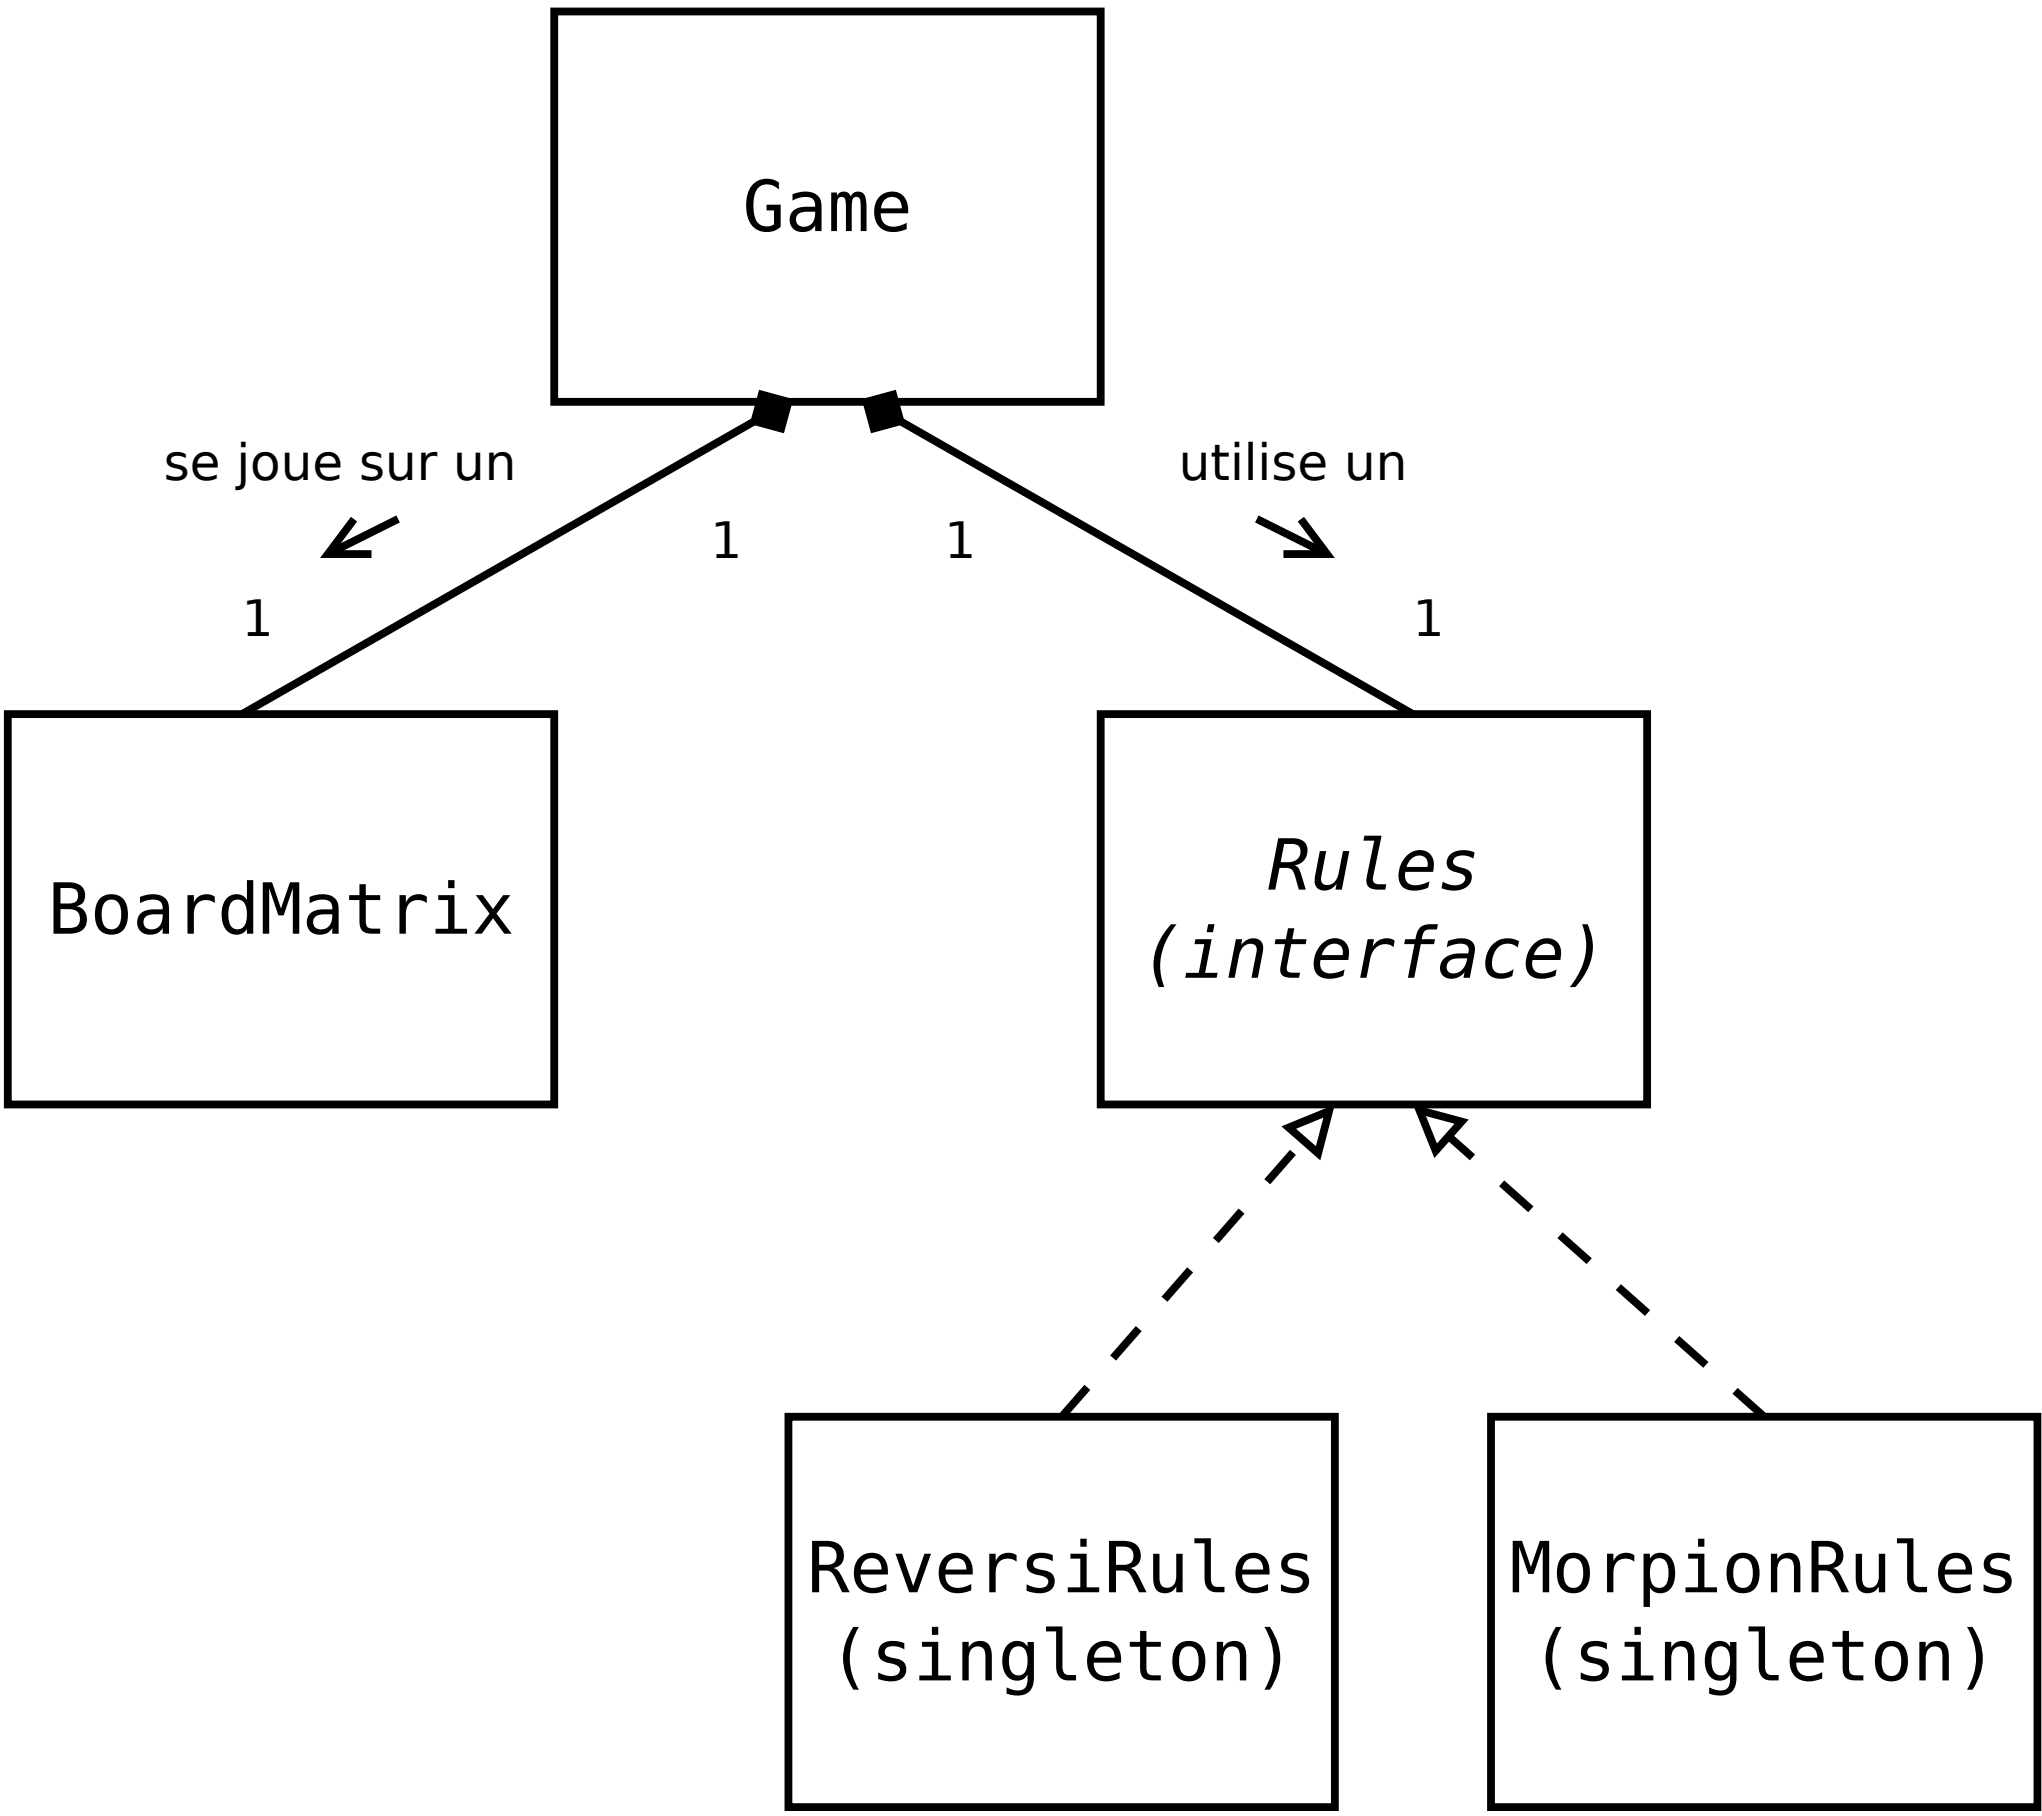 Game
se joue sur un
utilise un
1
1
1
1
BoardMatrix
Rules
(interface)
ReversiRules
(singleton)
MorpionRules
(singleton)